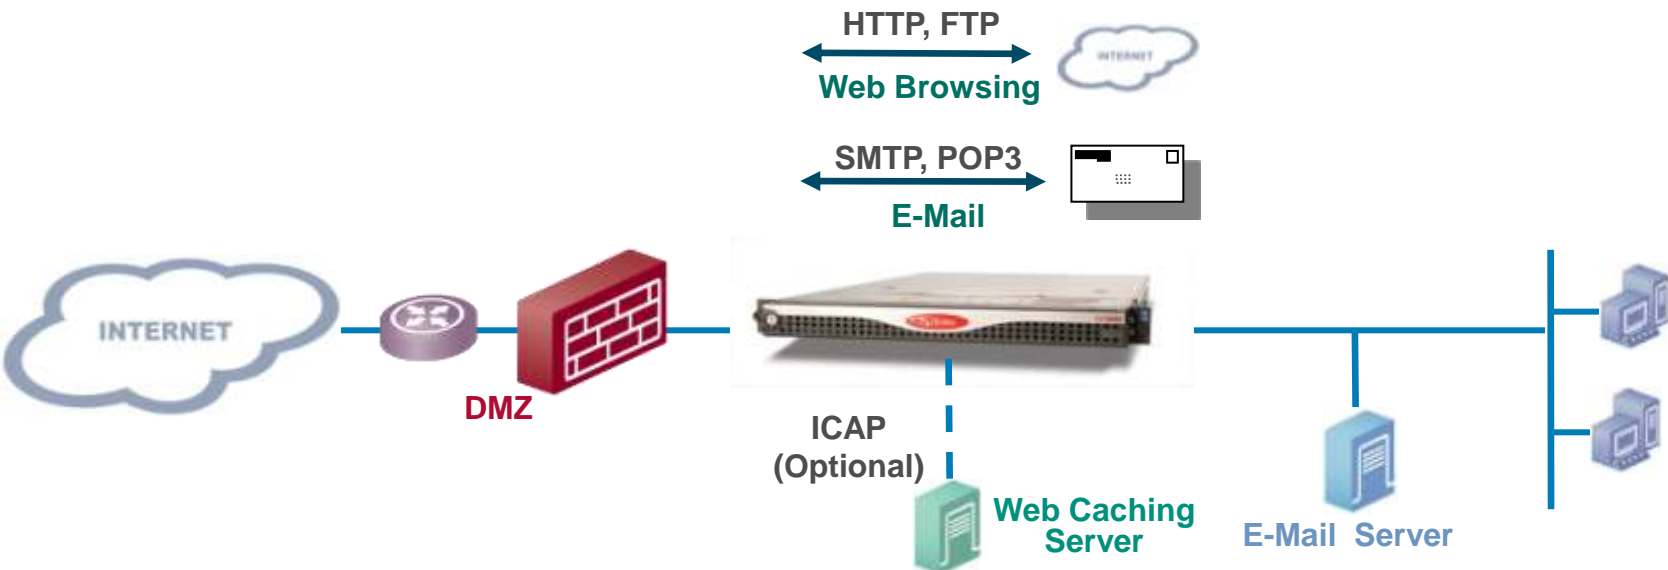 HTTP, FTP
INTERNET
Web Browsing
SMTP, POP3
E-Mail
INTERNET
DMZ
ICAP
(Optional)
Web Caching
Server
E-Mail Server